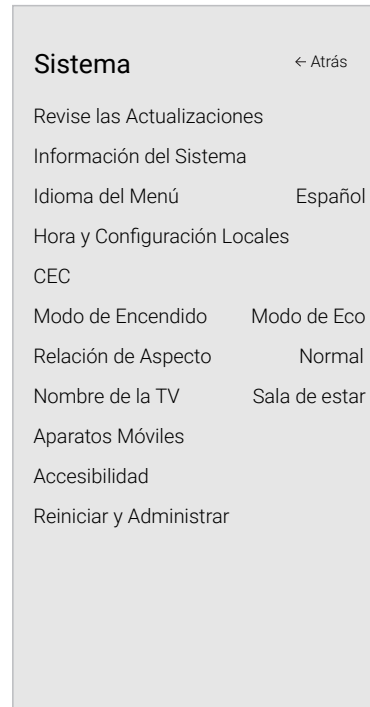 Sistema ← Atrás
Revise las Actualizaciones
Información del Sistema
Idioma del Menú Español
Hora y Configuración Locales
CEC
Modo de Encendido Modo de Eco
Relación de Aspecto Normal
Nombre de la TV Sala de estar
Aparatos Móviles
Accesibilidad
Reiniciar y Administrar